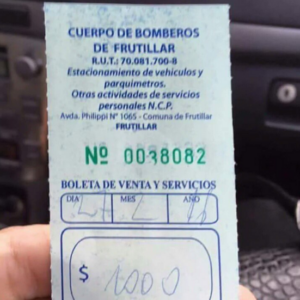 CUERPO DE BOMBEROS
DE FRUTILLAR
R.U.T.: 70.081.700-8
Estacionamiento de vehículos y
parquimetros.
Otras actividades de servicios
personales N.C.P.
Avda. Philippi N° 1065 - Comuna de Frutillar
FRUTILLAR
Nº 0038082
BOLETA DE VENTA Y SERVICIOS
DIA MES AÑO
$ 1000